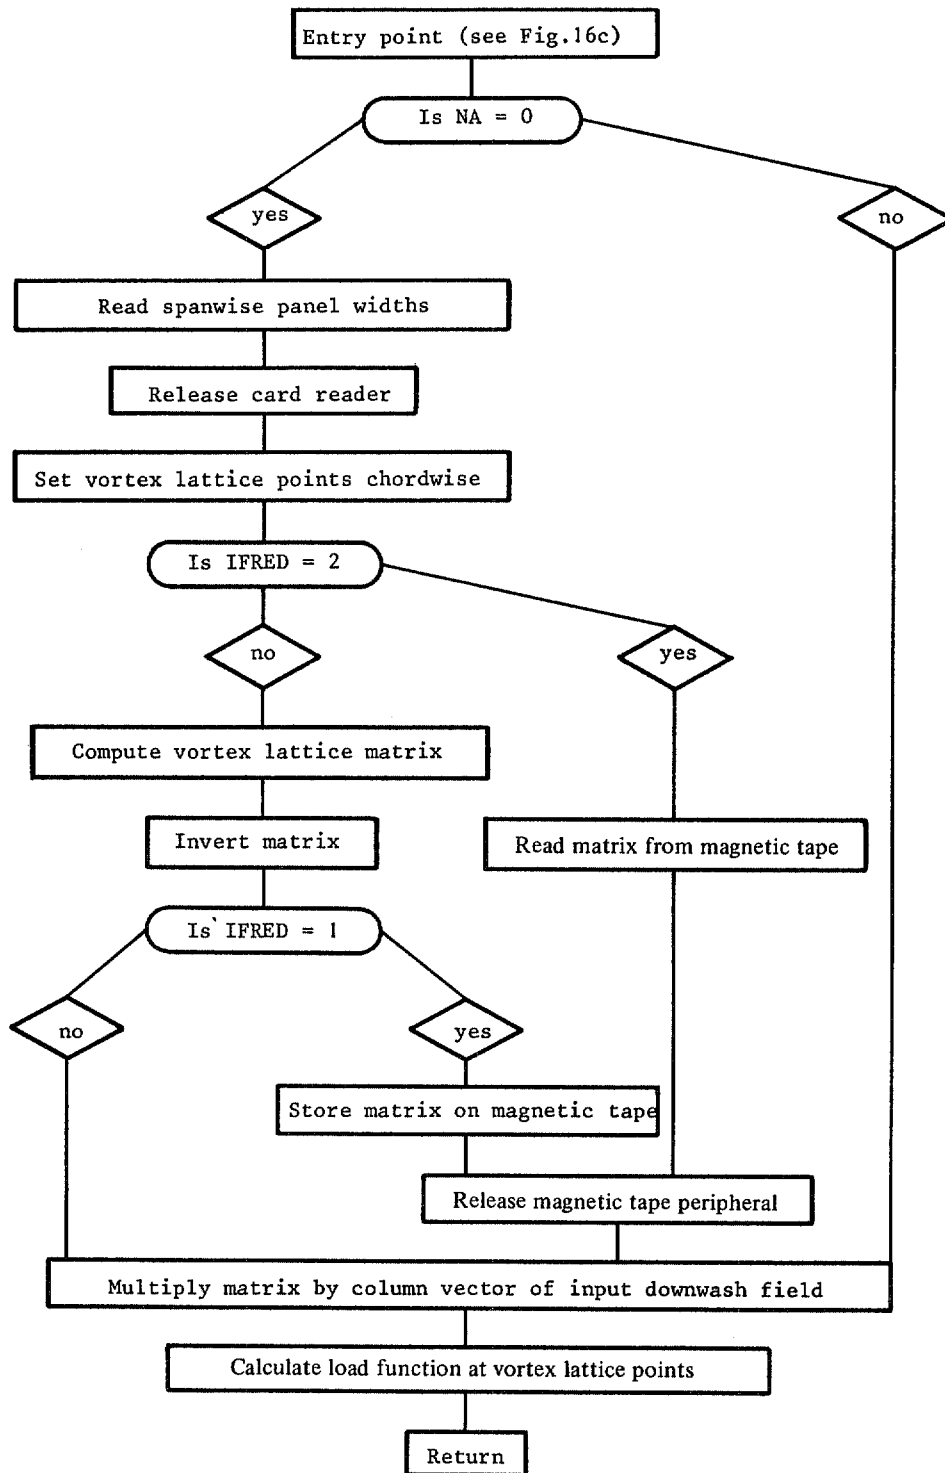 Entry point (see Fig.16c)
Is NA = 0
yes
no
Read spanwise panel widths
Release card reader
Set vortex lattice points chordwise
Is IFRED = 2
no
yes
Compute vortex lattice matrix
Invert matrix
Read matrix from magnetic tape
Is IFRED = 1
no
yes
Store matrix on magnetic tape
Release magnetic tape peripheral
Multiply matrix by column vector of input downwash field
Calculate load function at vortex lattice points
Return